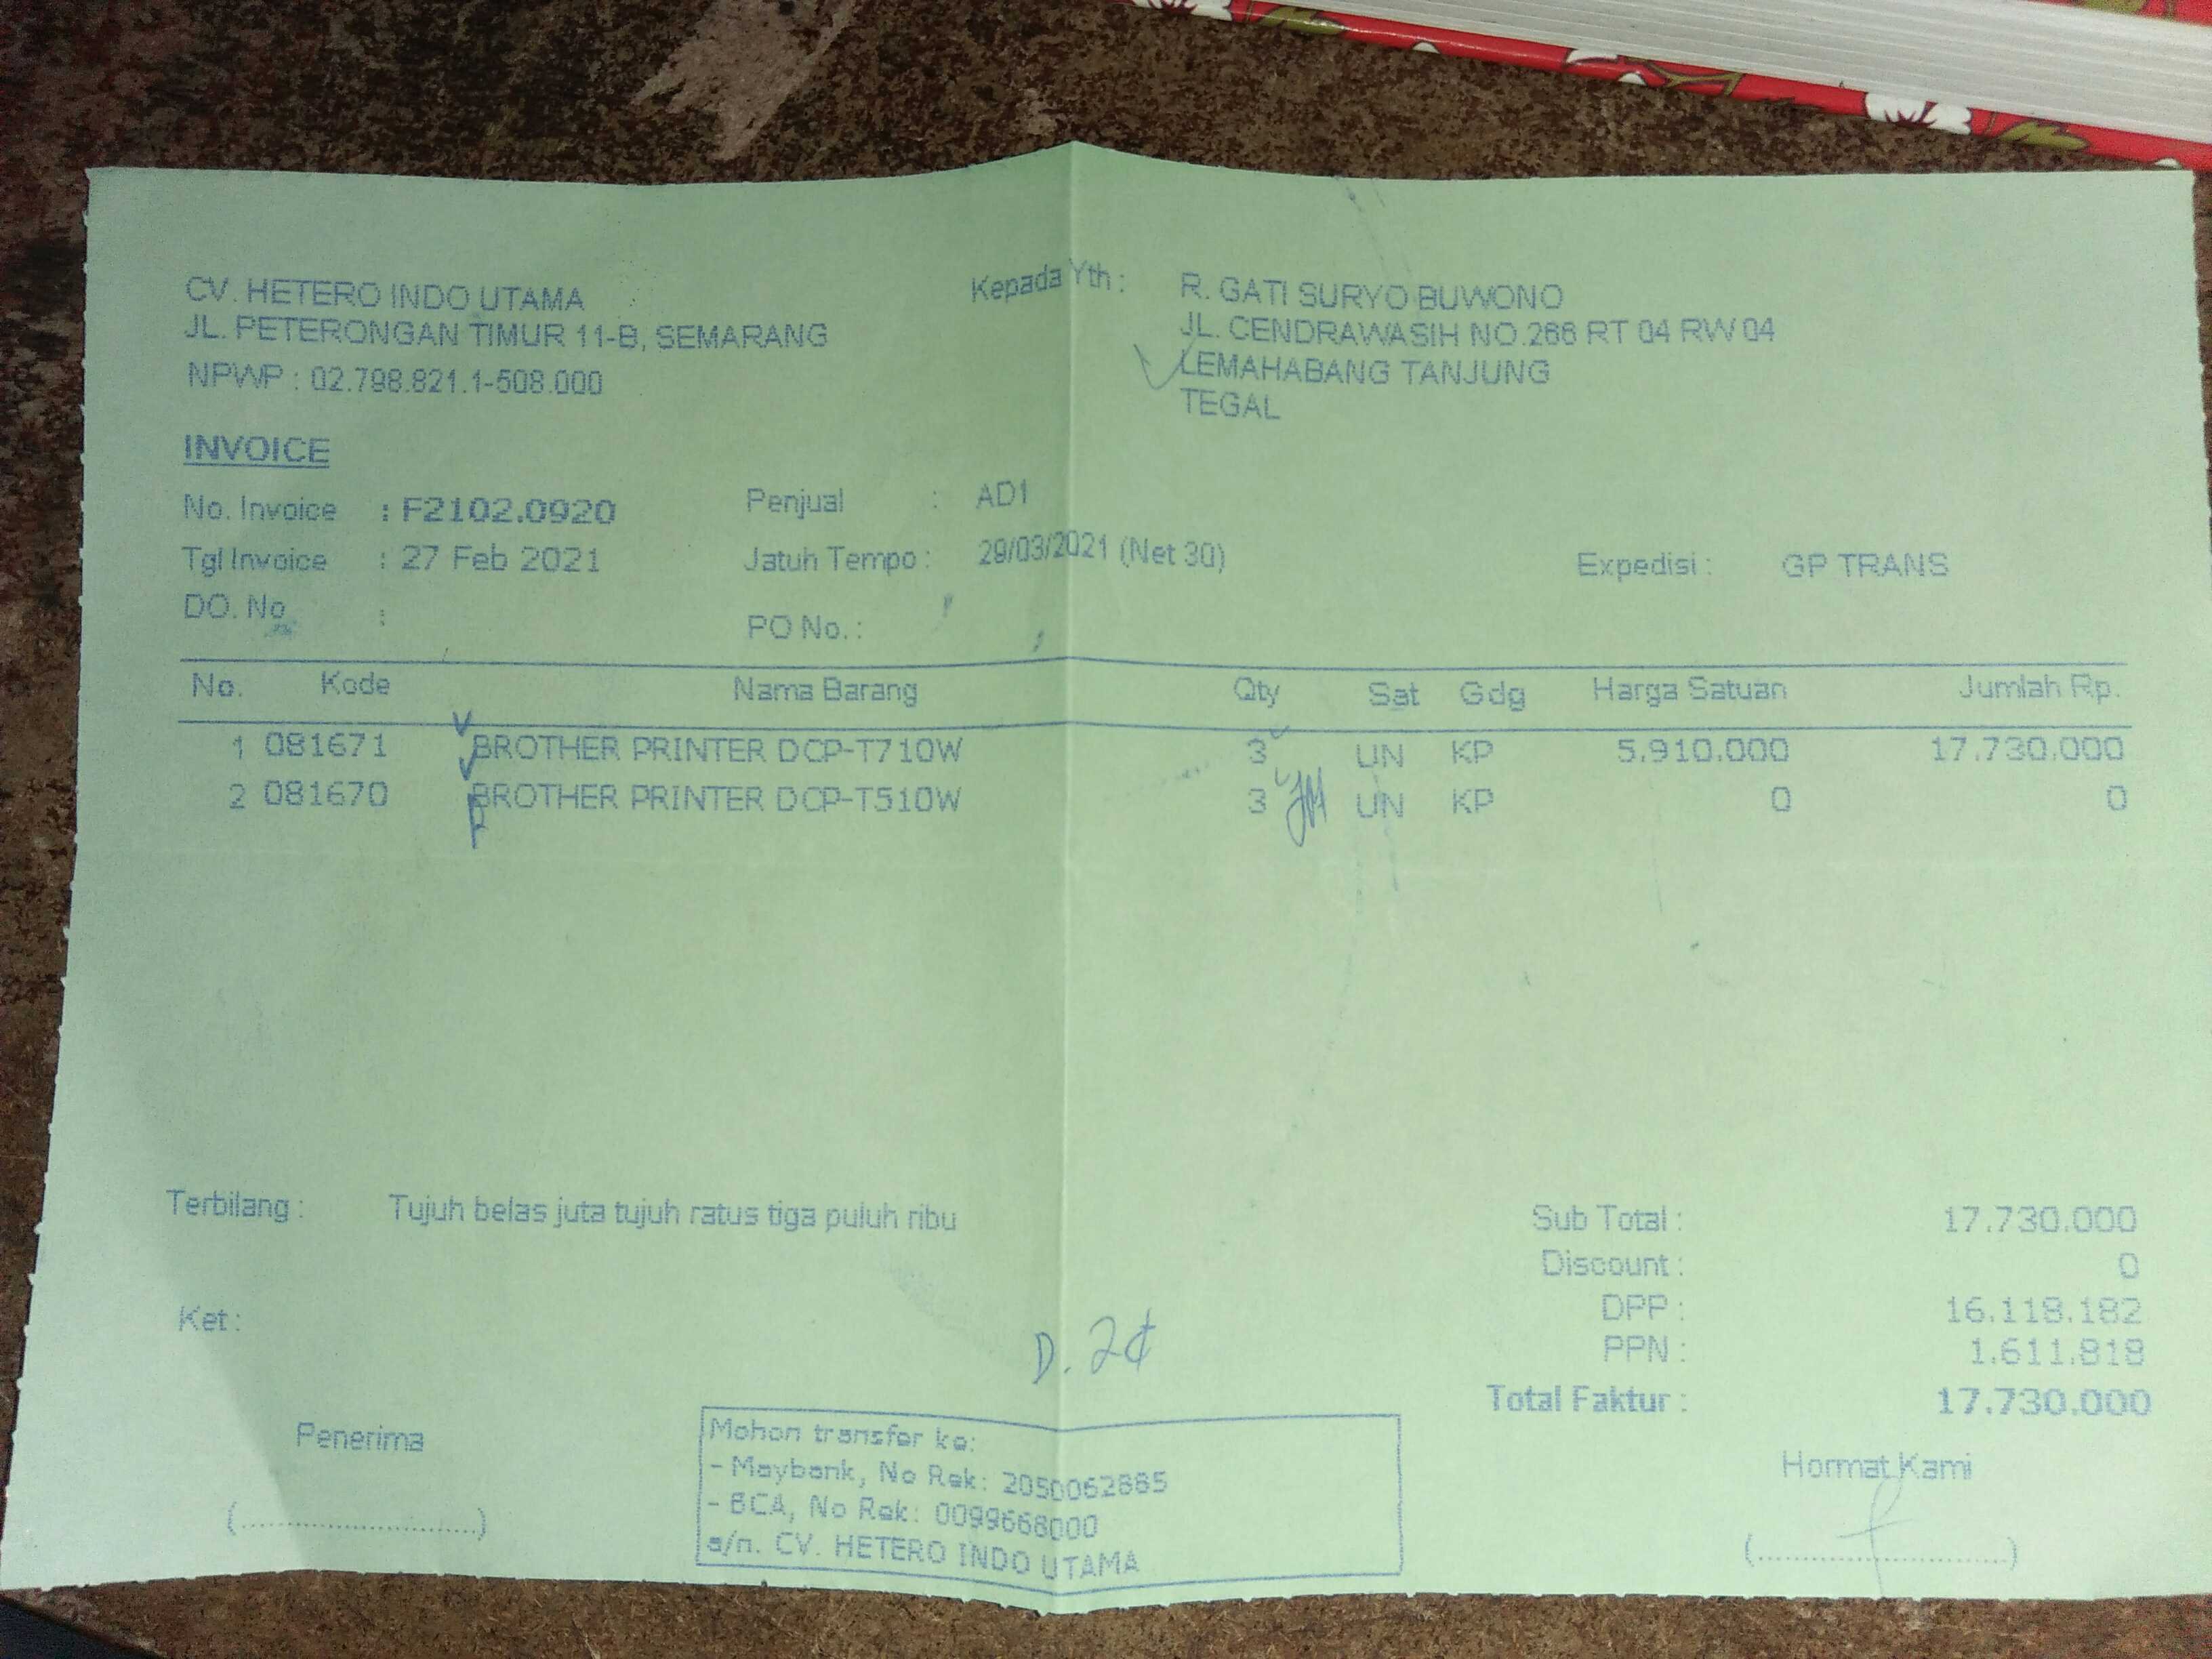 CV. HETERO INDO UTAMA
JL. PETERONGAN TIMUR 11-B, SEMARANG
NPWP : 02.798.821.1-508.000
Kepada Yth :
R. GATI SURYO BUWONO
JL. CENDRAWASIH NO.266 RT 04 RW 04
LEMAHABANG TANJUNG
TEGAL
INVOICE
No. Invoice : F2102.0920
Tgl Invoice : 27 Feb 2021
DO. No :
Penjual : AD1
Jatuh Tempo : 29/03/2021 (Net 30)
PO No. :
Expedisi : GP TRANS
No. Kode Nama Barang Qty Sat Gdg Harga Satuan Jumlah Rp.
1 081671 BROTHER PRINTER DCP-T710W 3 UN KP 5.910.000 17.730.000
2 081670 BROTHER PRINTER DCP-T510W 3 UN KP 0 0
Terbilang : Tujuh belas juta tujuh ratus tiga puluh ribu
Sub Total : 17.730.000
Discount : 0
DPP : 16.118.182
PPN : 1.611.818
Total Faktur : 17.730.000
Ket :
Penerima
(..............................)
Mohon transfer ke:
- Maybank, No Rek: 2050062885
- BCA, No Rek: 0099668000
a/n. CV. HETERO INDO UTAMA
Hormat Kami
(..............................)